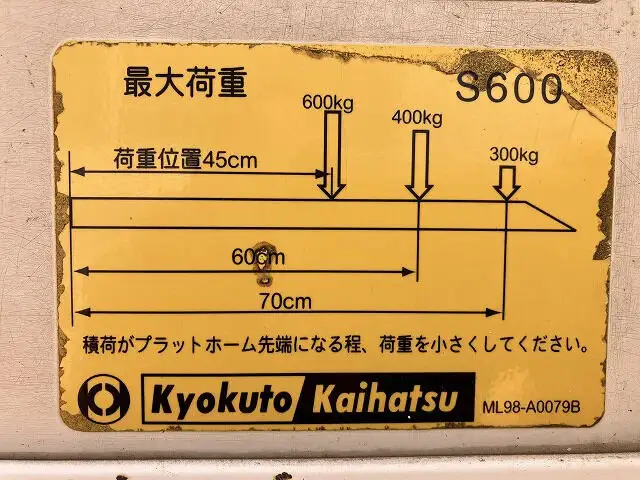 最大荷重
S600
600kg
400kg
300kg
荷重位置45cm
60cm
70cm
積荷がプラットホーム先端になる程、荷重を小さくしてください。
Kyokuto Kaihatsu
ML98-A0079B